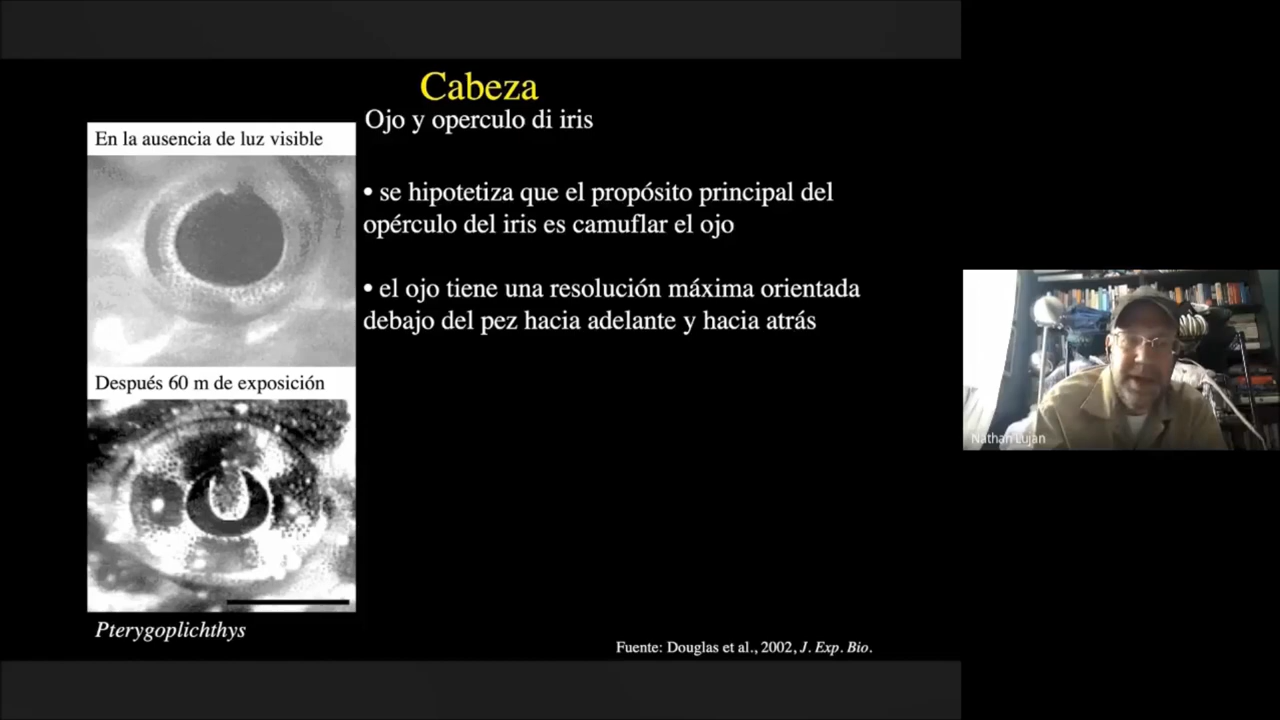 Cabeza
Ojo y operculo di iris
En la ausencia de luz visible
• se hipotetiza que el propósito principal del
opérculo del iris es camuflar el ojo
• el ojo tiene una resolución máxima orientada
debajo del pez hacia adelante y hacia atrás
Después 60 m de exposición
Pterygoplichthys
Fuente: Douglas et al., 2002, J. Exp. Bio.
Nathan Lujan